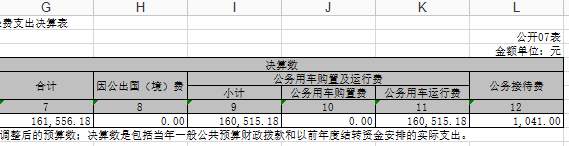 G H I J K L
费支出决算表
公开07表
金额单位：元
决算数
合计 因公出国（境）费 公务用车购置及运行费 公务接待费
小计 公务用车购置费 公务用车运行费
7 8 9 10 11 12
161,556.18 0.00 160,515.18 0.00 160,515.18 1,041.00
调整后的预算数；决算数是包括当年一般公共预算财政拨款和以前年度结转资金安排的实际支出。